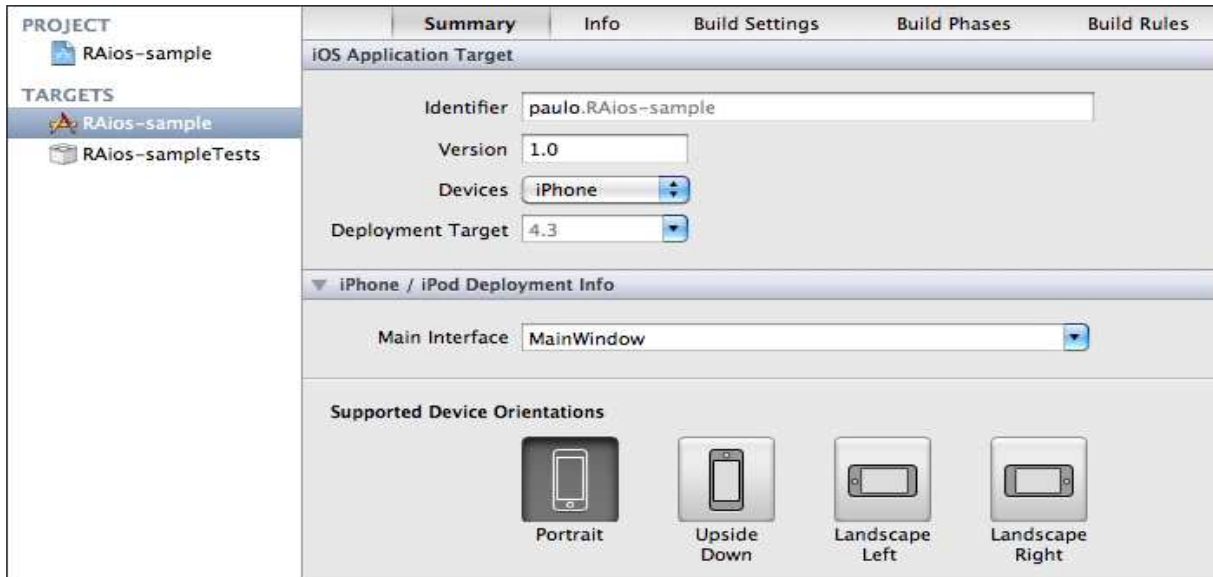 PROJECT
RAios-sample
TARGETS
RAios-sample
RAios-sampleTests
Summary Info Build Settings Build Phases Build Rules
iOS Application Target
Identifier paulo.RAios-sample
Version 1.0
Devices iPhone
Deployment Target 4.3
iPhone / iPod Deployment Info
Main Interface MainWindow
Supported Device Orientations
Portrait
Upside
Down
Landscape
Left
Landscape
Right